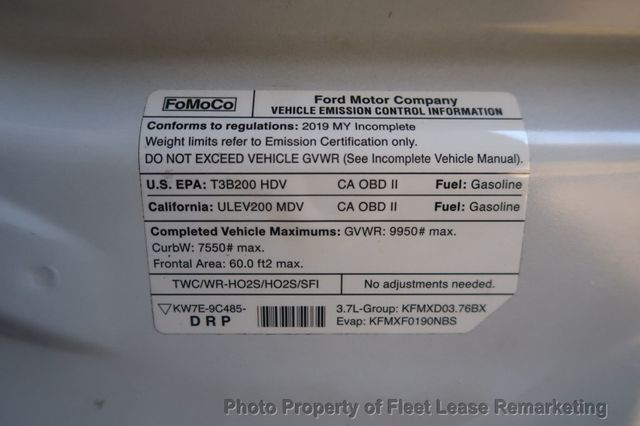 FoMoCo
Ford Motor Company
VEHICLE EMISSION CONTROL INFORMATION
Conforms to regulations: 2019 MY Incomplete
Weight limits refer to Emission Certification only.
DO NOT EXCEED VEHICLE GVWR (See Incomplete Vehicle Manual).
U.S. EPA: T3B200 HDV CA OBD II Fuel: Gasoline
California: ULEV200 MDV CA OBD II Fuel: Gasoline
Completed Vehicle Maximums: GVWR: 9950# max.
CurbW: 7550# max.
Frontal Area: 60.0 ft2 max.
TWC/WR-HO2S/HO2S/SFI No adjustments needed.
KW7E-9C485- 3.7L-Group: KFMXD03.76BX
DRP Evap: KFMXF0190NBS
Photo Property of Fleet Lease Remarketing